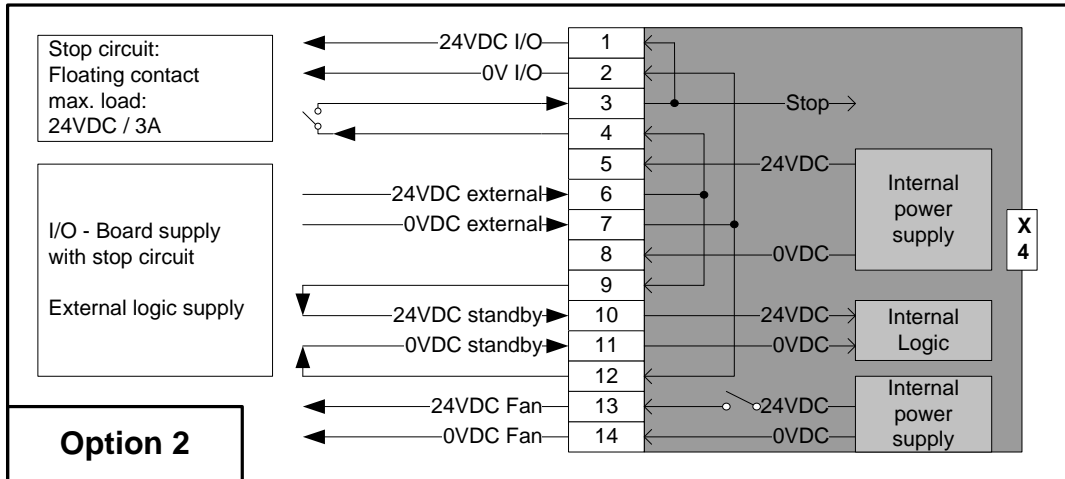 Stop circuit:
Floating contact
max. load:
24VDC / 3A
I/O - Board supply
with stop circuit
External logic supply
Option 2
24VDC I/O
0V I/O
24VDC external
0VDC external
24VDC standby
0VDC standby
24VDC Fan
0VDC Fan
1
2
3
4
5
6
7
8
9
10
11
12
13
14
Stop
24VDC
0VDC
24VDC
0VDC
24VDC
0VDC
Internal
power
supply
Internal
Logic
Internal
power
supply
X
4